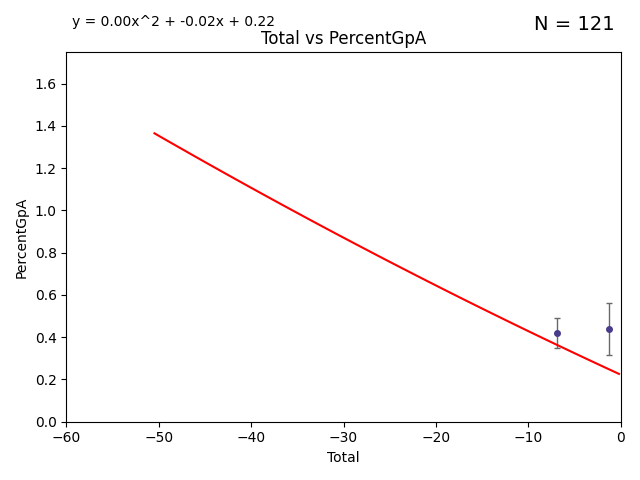 y = 0.00x^2 + -0.02x + 0.22
N = 121
Total vs PercentGpA
PercentGpA
1.6
1.4
1.2
1.0
0.8
0.6
0.4
0.2
0.0
−60 −50 −40 −30 −20 −10 0
Total